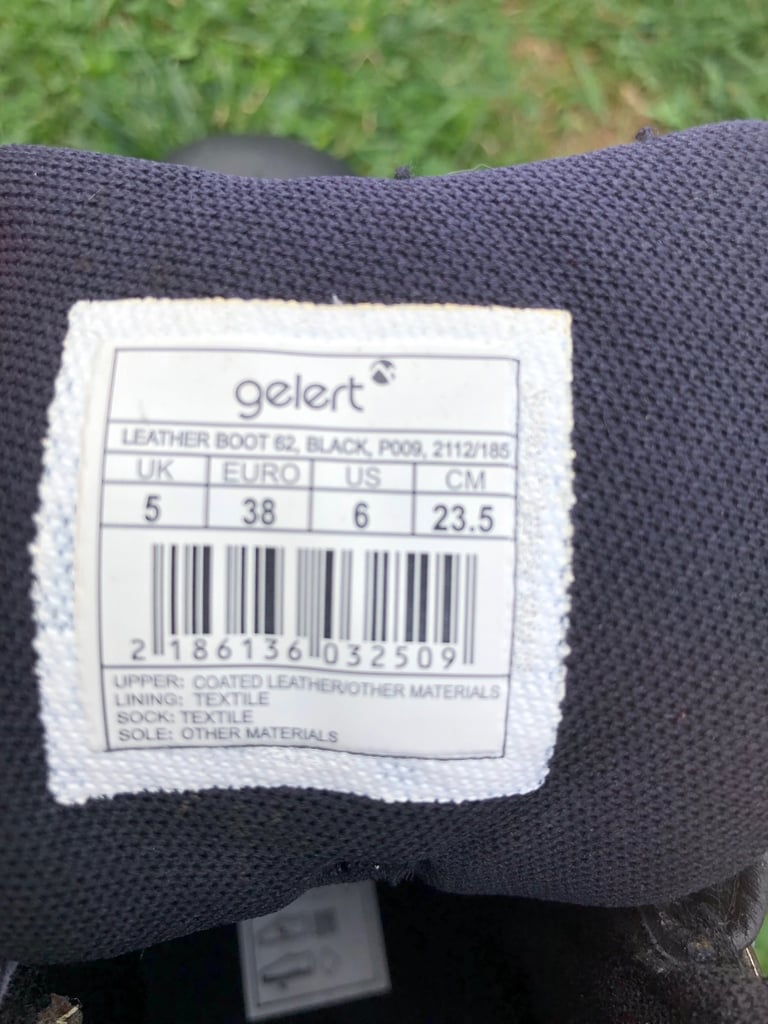 gelert
LEATHER BOOT 62, BLACK, P009, 2112/185
UK EURO US CM
5 38 6 23.5
2 186136 032509
UPPER: COATED LEATHER/OTHER MATERIALS
LINING: TEXTILE
SOCK: TEXTILE
SOLE: OTHER MATERIALS